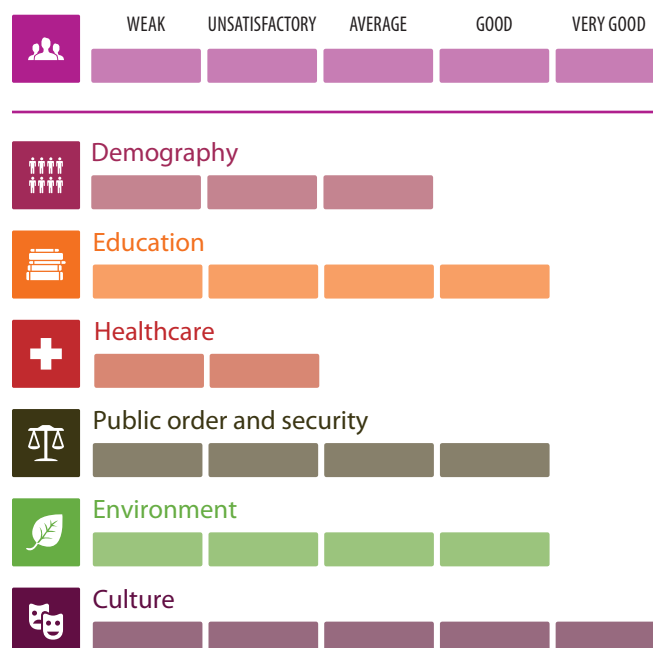 WEAK UNSATISFACTORY AVERAGE GOOD VERY GOOD
Demography
Education
Healthcare
Public order and security
Environment
Culture